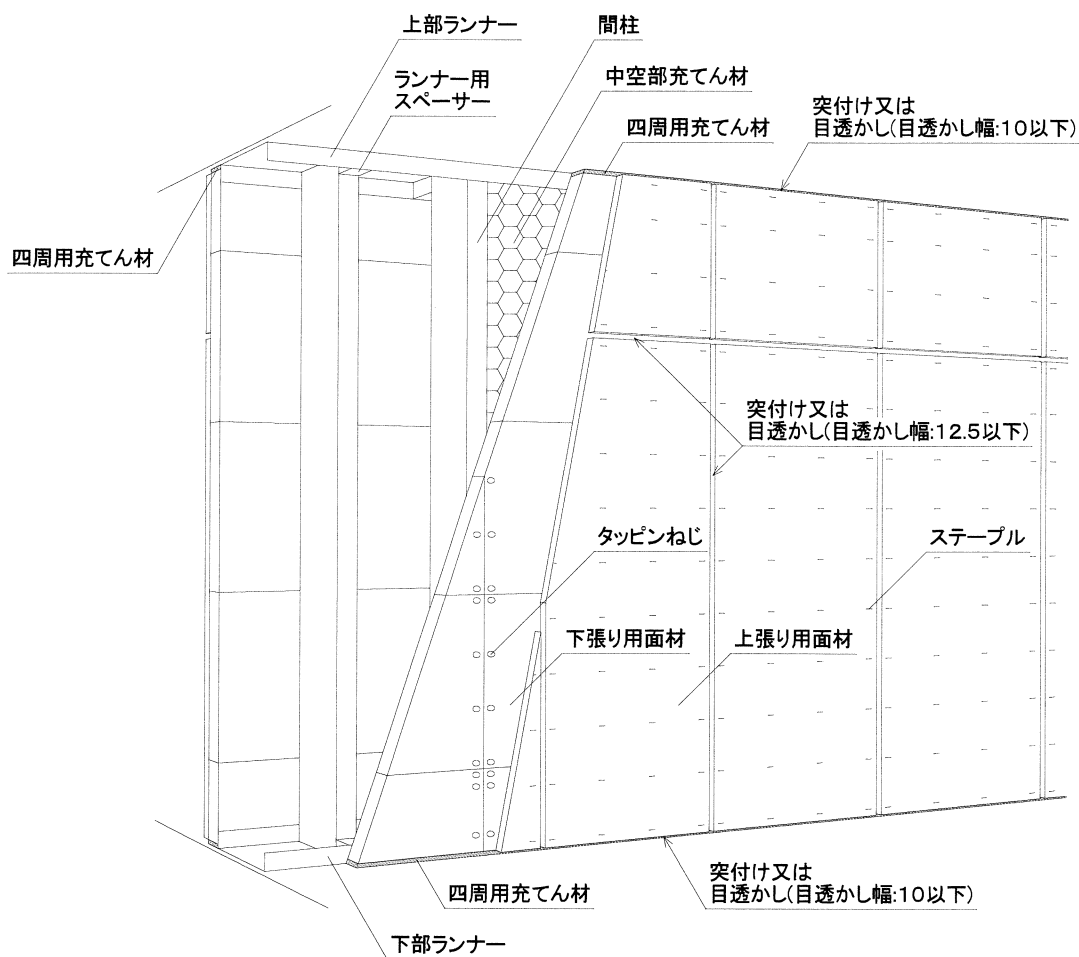 上部ランナー
間柱
ランナー用
スペーサー
中空部充てん材
四周用充てん材
突付け又は
目透かし(目透かし幅:10以下)
四周用充てん材
突付け又は
目透かし(目透かし幅:12.5以下)
タッピンねじ
ステープル
下張り用面材
上張り用面材
四周用充てん材
突付け又は
目透かし(目透かし幅:10以下)
下部ランナー